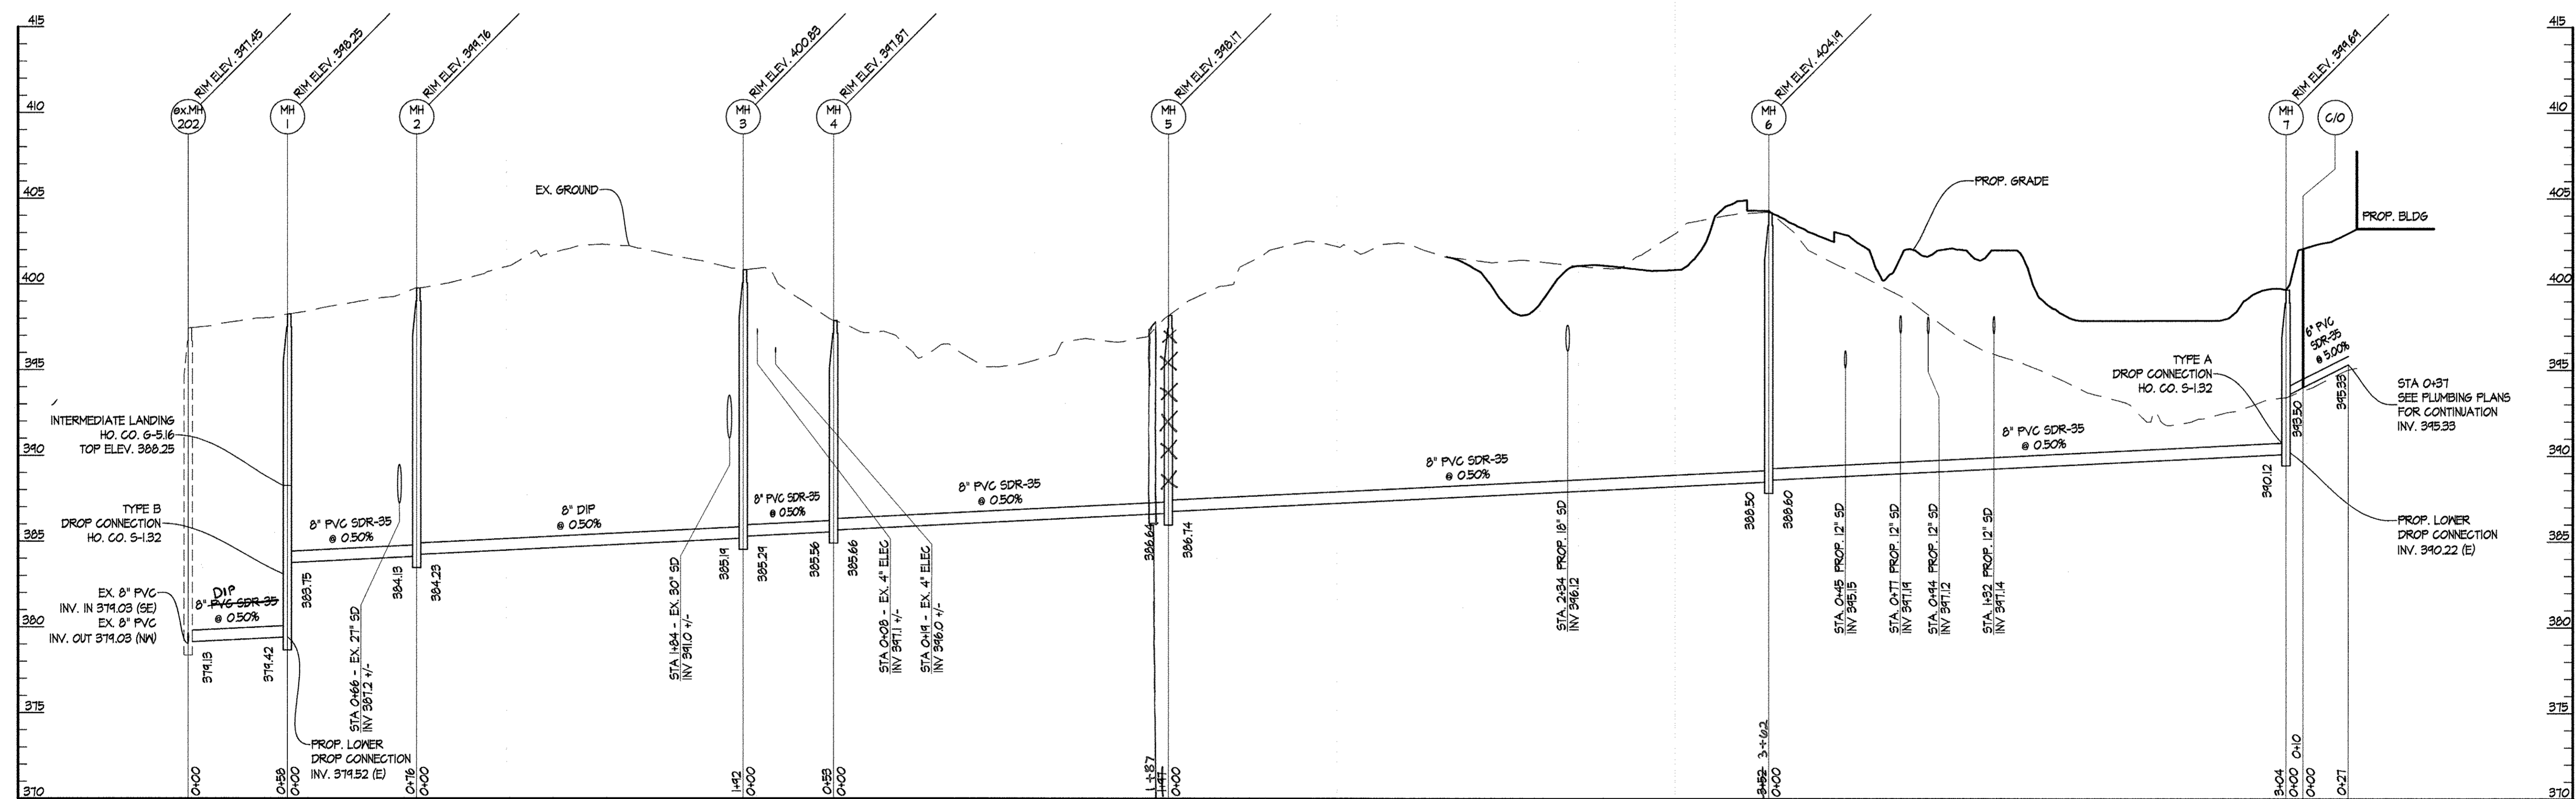 415
410
405
400
395
390
385
380
375
370
ex.MH
202
RIM ELEV. 397.45
MH
1
RIM ELEV. 398.25
MH
2
RIM ELEV. 399.76
MH
3
RIM ELEV. 400.83
MH
4
RIM ELEV. 397.87
MH
5
RIM ELEV. 398.17
MH
6
RIM ELEV. 404.19
MH
7
RIM ELEV. 399.69
C/O
415
410
405
400
395
390
385
380
375
370
EX. GROUND
PROP. GRADE
PROP. BLDG
INTERMEDIATE LANDING
HO. CO. G-5.16
TOP ELEV. 388.25
TYPE B
DROP CONNECTION
HO. CO. S-1.32
EX. 8" PVC
INV. IN 379.03 (SE)
EX. 8" PVC
INV. OUT 379.03 (NW)
DIP
8" PVC SDR-35
@ 0.50%
379.13
379.42
PROP. LOWER
DROP CONNECTION
INV. 379.52 (E)
8" PVC SDR-35
@ 0.50%
383.75
384.13
384.23
STA 0+66 - EX. 27" SD
INV 387.2 +/-
8" DIP
@ 0.50%
STA 1+84 - EX. 30" SD
INV 391.0 +/-
385.19
385.29
8" PVC SDR-35
@ 0.50%
385.56
385.66
STA 0+08 - EX. 4" ELEC
INV 397.1 +/-
STA 0+19 - EX. 4" ELEC
INV 396.0 +/-
8" PVC SDR-35
@ 0.50%
386.64
386.74
8" PVC SDR-35
@ 0.50%
STA. 2+34 PROP. 18" SD
INV 396.12
388.50
388.60
STA. 0+45 PROP. 12" SD
INV 395.15
STA. 0+77 PROP. 12" SD
INV 397.19
STA. 0+94 PROP. 12" SD
INV 397.12
STA. 1+32 PROP. 12" SD
INV 397.14
8" PVC SDR-35
@ 0.50%
TYPE A
DROP CONNECTION
HO. CO. S-1.32
390.12
393.50
6" PVC
SDR-35
@ 5.00%
395.33
STA 0+37
SEE PLUMBING PLANS
FOR CONTINUATION
INV. 395.33
PROP. LOWER
DROP CONNECTION
INV. 390.22 (E)
0+00
0+58
0+00
0+76
0+00
1+92
0+00
0+53
0+00
1+87
1+97
0+00
3+52 3+62
0+00
3+04
0+00 0+10
0+00
0+27